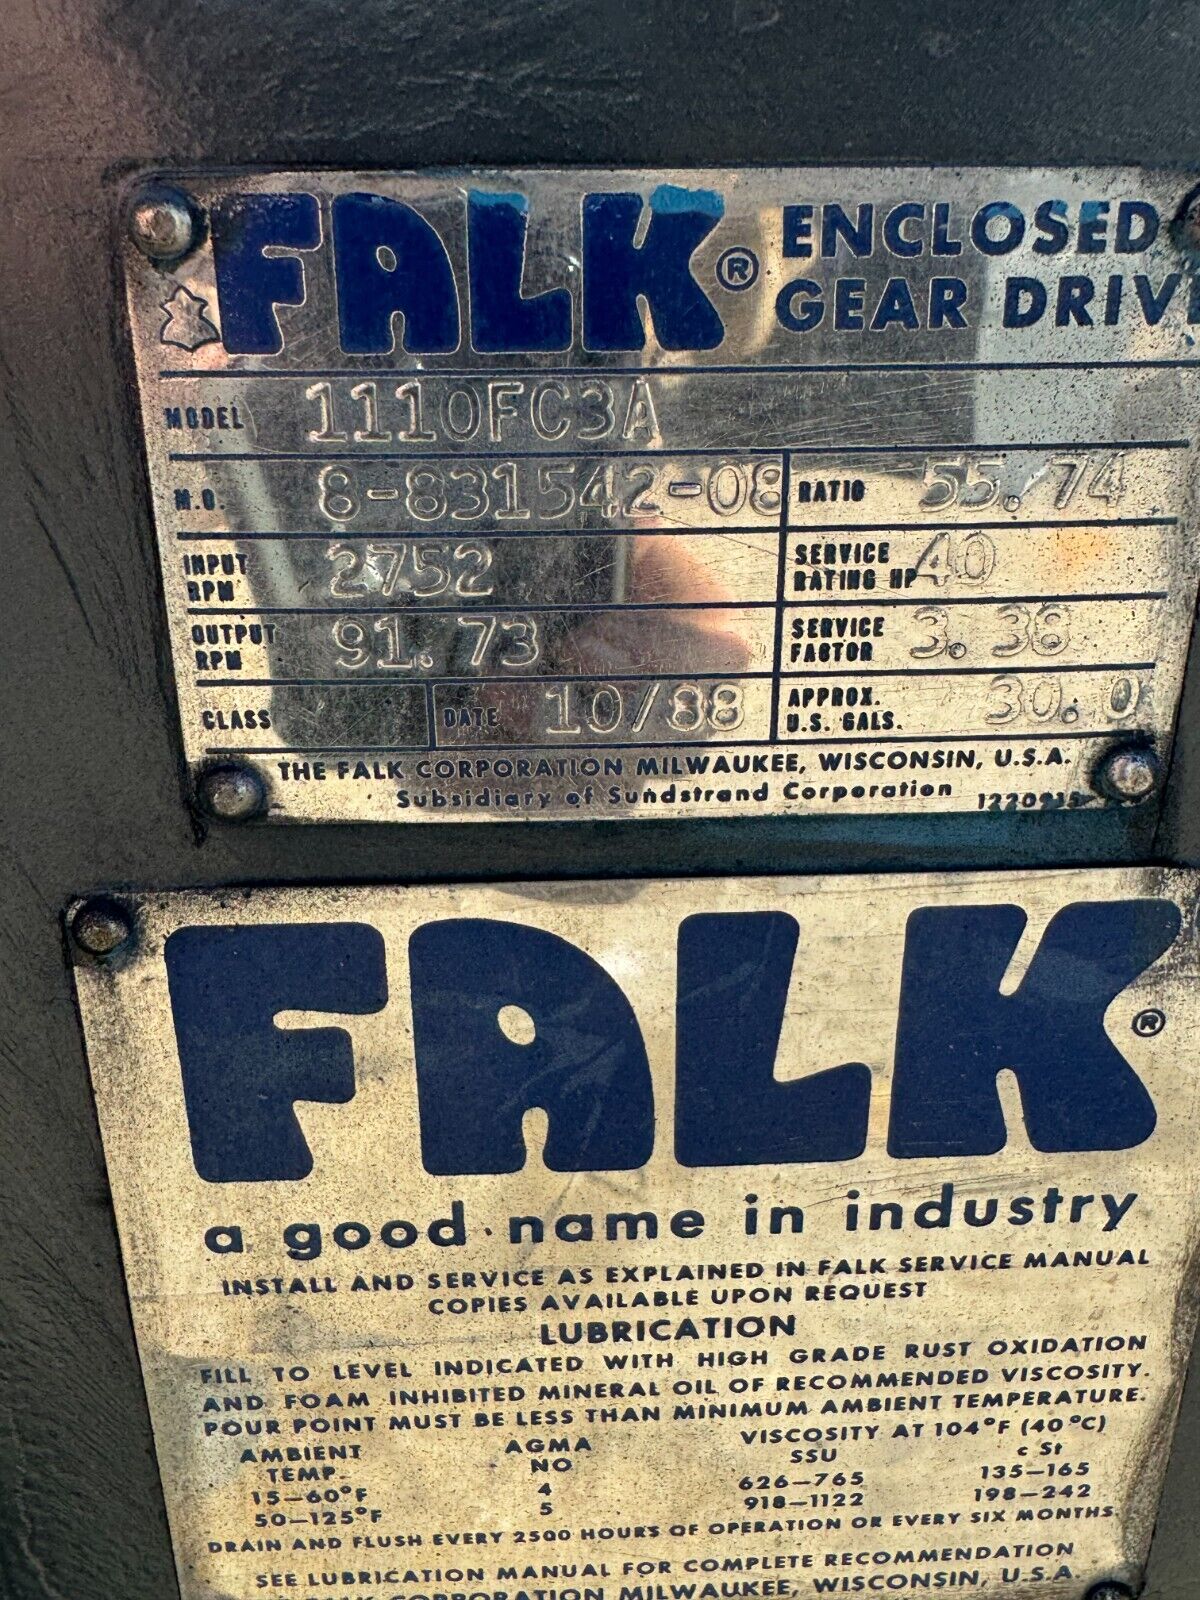 FALK® ENCLOSED
GEAR DRIV
MODEL 1110FC3A
M.O. 8-831542-08 RATIO 55.74
INPUT RPM 2752 SERVICE RATING HP 40
OUTPUT RPM 91.73 SERVICE FACTOR 3.38
CLASS DATE 10/88 APPROX. U.S. GALS. 30.0
THE FALK CORPORATION MILWAUKEE, WISCONSIN, U.S.A.
Subsidiary of Sundstrand Corporation 1220915
FALK®
a good name in industry
INSTALL AND SERVICE AS EXPLAINED IN FALK SERVICE MANUAL
COPIES AVAILABLE UPON REQUEST
LUBRICATION
FILL TO LEVEL INDICATED WITH HIGH GRADE RUST OXIDATION
AND FOAM INHIBITED MINERAL OIL OF RECOMMENDED VISCOSITY.
POUR POINT MUST BE LESS THAN MINIMUM AMBIENT TEMPERATURE.
AMBIENT AGMA VISCOSITY AT 104°F (40°C)
TEMP. NO SSU c St
15-60°F 4 626-765 135-165
50-125°F 5 918-1122 198-242
DRAIN AND FLUSH EVERY 2500 HOURS OF OPERATION OR EVERY SIX MONTHS.
SEE LUBRICATION MANUAL FOR COMPLETE RECOMMENDATION
FALK CORPORATION MILWAUKEE, WISCONSIN, U.S.A.